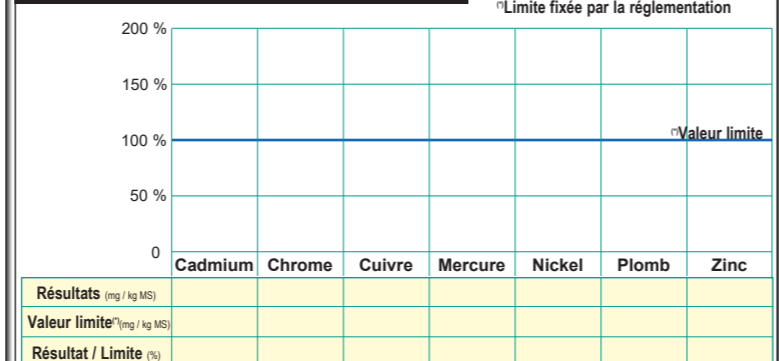 (*)Limite fixée par la réglementation
200 %
150 %
100 %
(*)Valeur limite
50 %
0
Cadmium Chrome Cuivre Mercure Nickel Plomb Zinc
Résultats (mg / kg MS)
Valeur limite(*)(mg / kg MS)
Résultat / Limite (%)